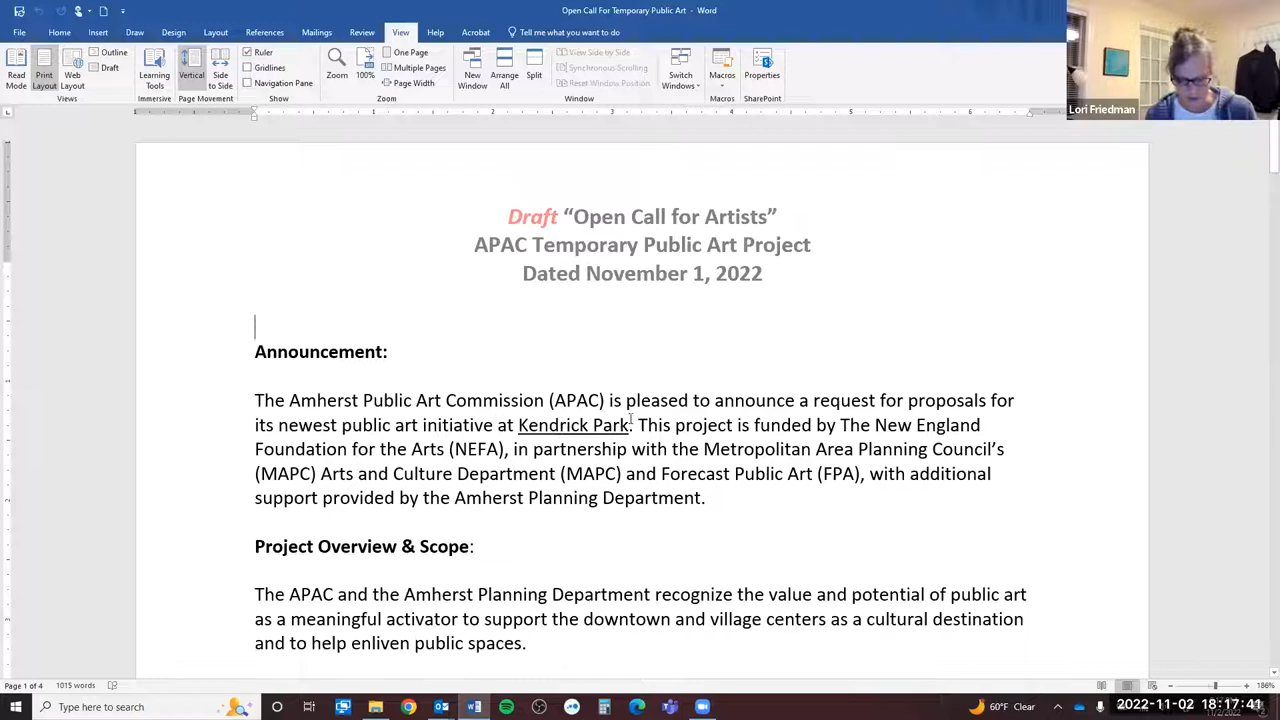 Open Call For Temporary Public Art - Word
File Home Insert Draw Design Layout References Mailings Review View Help Acrobat Tell me what you want to do
Read Mode
Print Layout
Web Layout
Outline
Draft
Views
Learning Tools
Immersive
Vertical
Side to Side
Page Movement
Ruler
Gridlines
Navigation Pane
Show
Zoom
100%
One Page
Multiple Pages
Page Width
Zoom
New Window
Arrange All
Split
View Side by Side
Synchronous Scrolling
Reset Window Position
Window
Switch Windows
Macros
Macros
Properties
SharePoint
Lori Friedman
Draft “Open Call for Artists”
APAC Temporary Public Art Project
Dated November 1, 2022
Announcement:
The Amherst Public Art Commission (APAC) is pleased to announce a request for proposals for
its newest public art initiative at Kendrick Park. This project is funded by The New England
Foundation for the Arts (NEFA), in partnership with the Metropolitan Area Planning Council’s
(MAPC) Arts and Culture Department (MAPC) and Forecast Public Art (FPA), with additional
support provided by the Amherst Planning Department.
Project Overview & Scope:
The APAC and the Amherst Planning Department recognize the value and potential of public art
as a meaningful activator to support the downtown and village centers as a cultural destination
and to help enliven public spaces.
Page 1 of 4 1015 words
186%
Type here to search
60°F Clear
2022-11-02 18:17:41